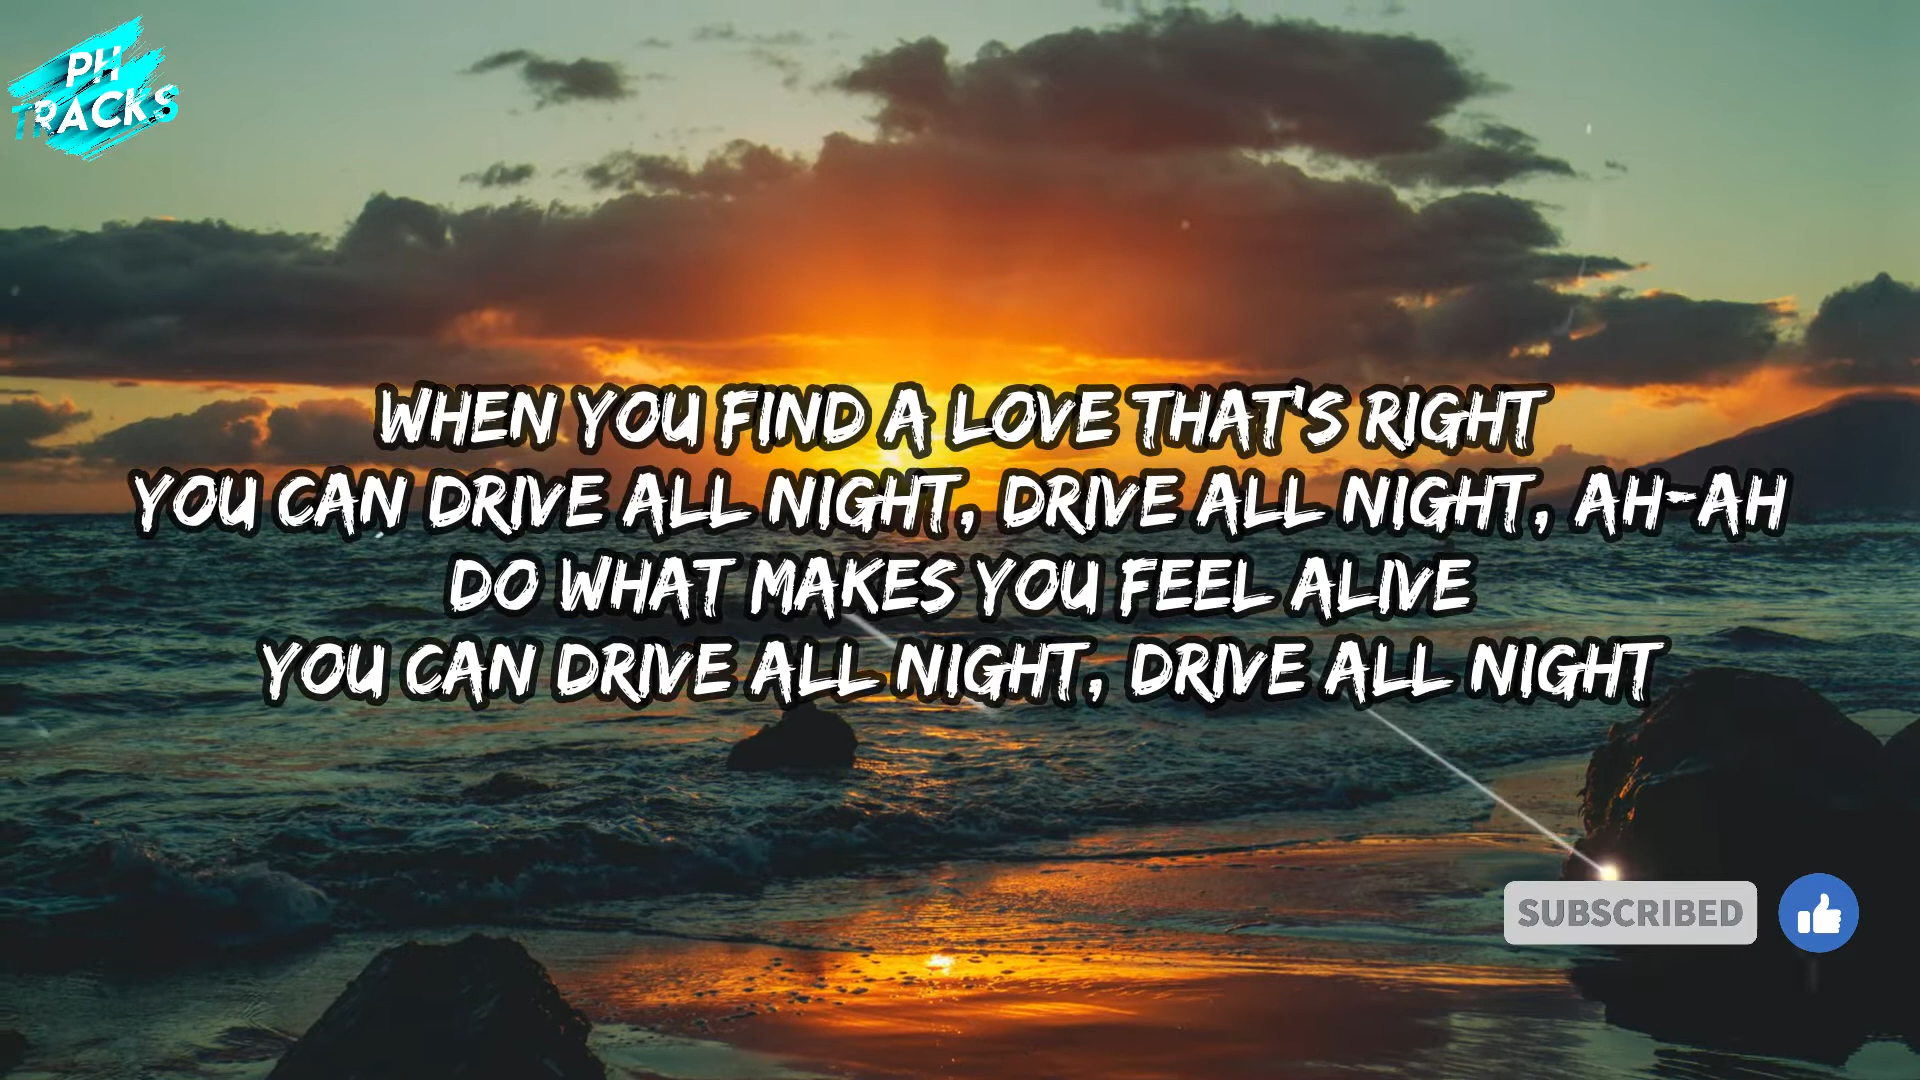 PH
TRACKS
WHEN YOU FIND A LOVE THAT'S RIGHT
YOU CAN DRIVE ALL NIGHT, DRIVE ALL NIGHT, AH-AH
DO WHAT MAKES YOU FEEL ALIVE
YOU CAN DRIVE ALL NIGHT, DRIVE ALL NIGHT
SUBSCRIBED